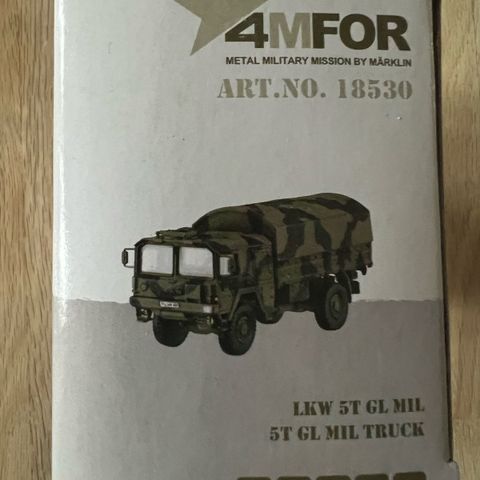 4MFOR
METAL MILITARY MISSION BY MÄRKLIN
ART.NO. 18530
LKW 5T GL MIL
5T GL MIL TRUCK